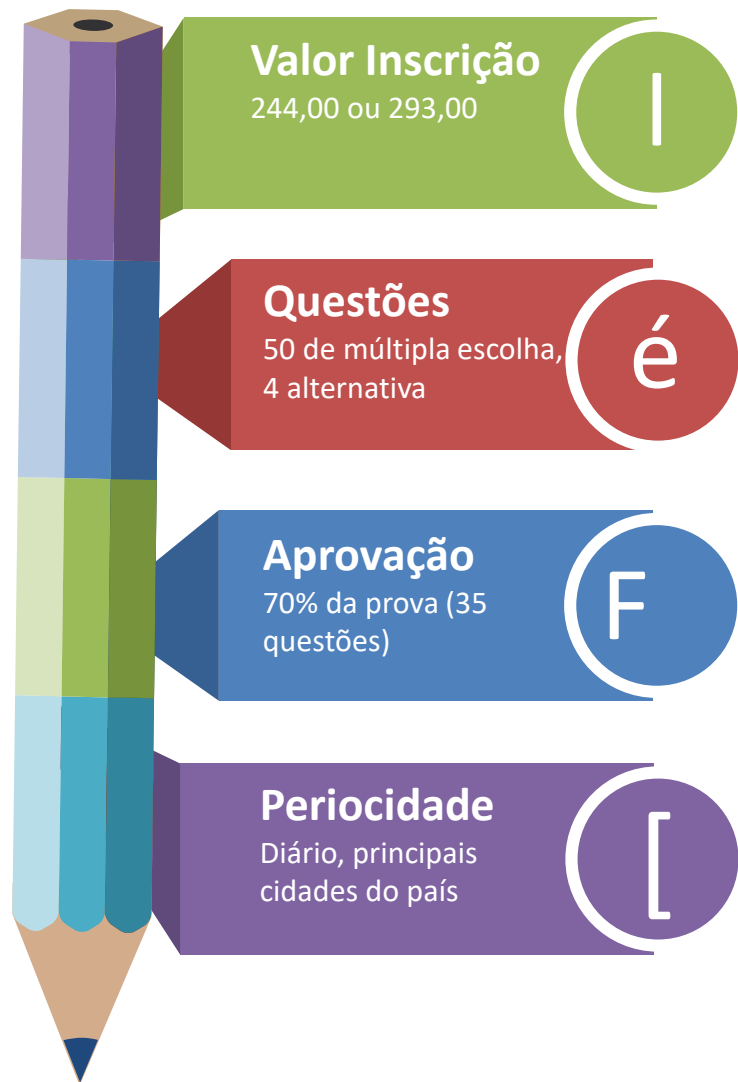 Valor Inscrição
244,00 ou 293,00
I
Questões
50 de múltipla escolha,
4 alternativa
é
Aprovação
70% da prova (35
questões)
F
Periocidade
Diário, principais
cidades do país
[